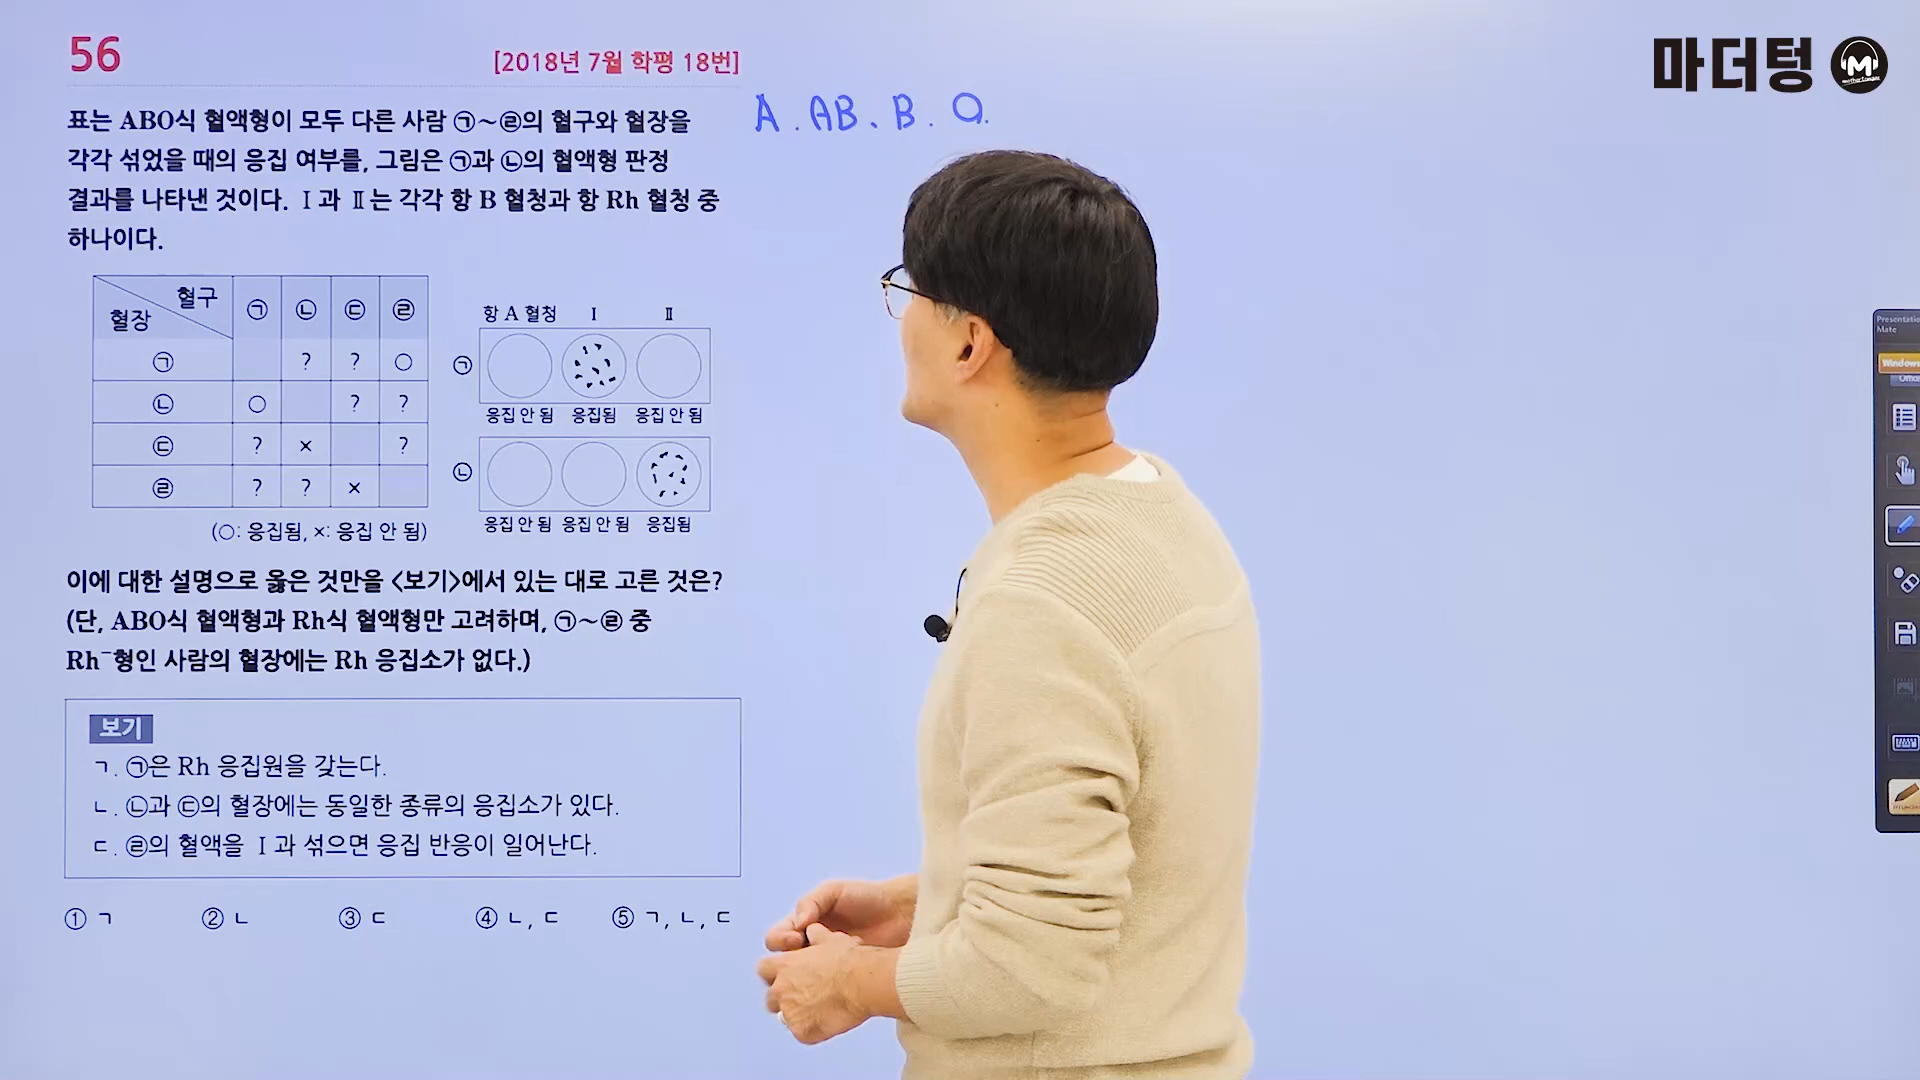 56
[2018년 7월 학평 18번]
마더텅 M
A. AB、B. O.
표는 ABO식 혈액형이 모두 다른 사람 ㉠~㉣의 혈구와 혈장을
각각 섞었을 때의 응집 여부를, 그림은 ㉠과 ㉡의 혈액형 판정
결과를 나타낸 것이다. Ⅰ과 Ⅱ는 각각 항 B 혈청과 항 Rh 혈청 중
하나이다.
혈구
혈장 ㉠ ㉡ ㉢ ㉣
㉠ ? ? ○
㉡ ○ ? ?
㉢ ? × ?
㉣ ? ? ×
(○: 응집됨, ×: 응집 안 됨)
항 A 혈청 Ⅰ Ⅱ
㉠
응집 안 됨 응집됨 응집 안 됨
㉡
응집 안 됨 응집 안 됨 응집됨
이에 대한 설명으로 옳은 것만을 <보기>에서 있는 대로 고른 것은?
(단, ABO식 혈액형과 Rh식 혈액형만 고려하며, ㉠~㉣ 중
Rh⁻형인 사람의 혈장에는 Rh 응집소가 없다.)
보기
ㄱ. ㉠은 Rh 응집원을 갖는다.
ㄴ. ㉡과 ㉢의 혈장에는 동일한 종류의 응집소가 있다.
ㄷ. ㉣의 혈액을 Ⅰ과 섞으면 응집 반응이 일어난다.
① ㄱ ② ㄴ ③ ㄷ ④ ㄴ, ㄷ ⑤ ㄱ, ㄴ, ㄷ
Mate
Windows